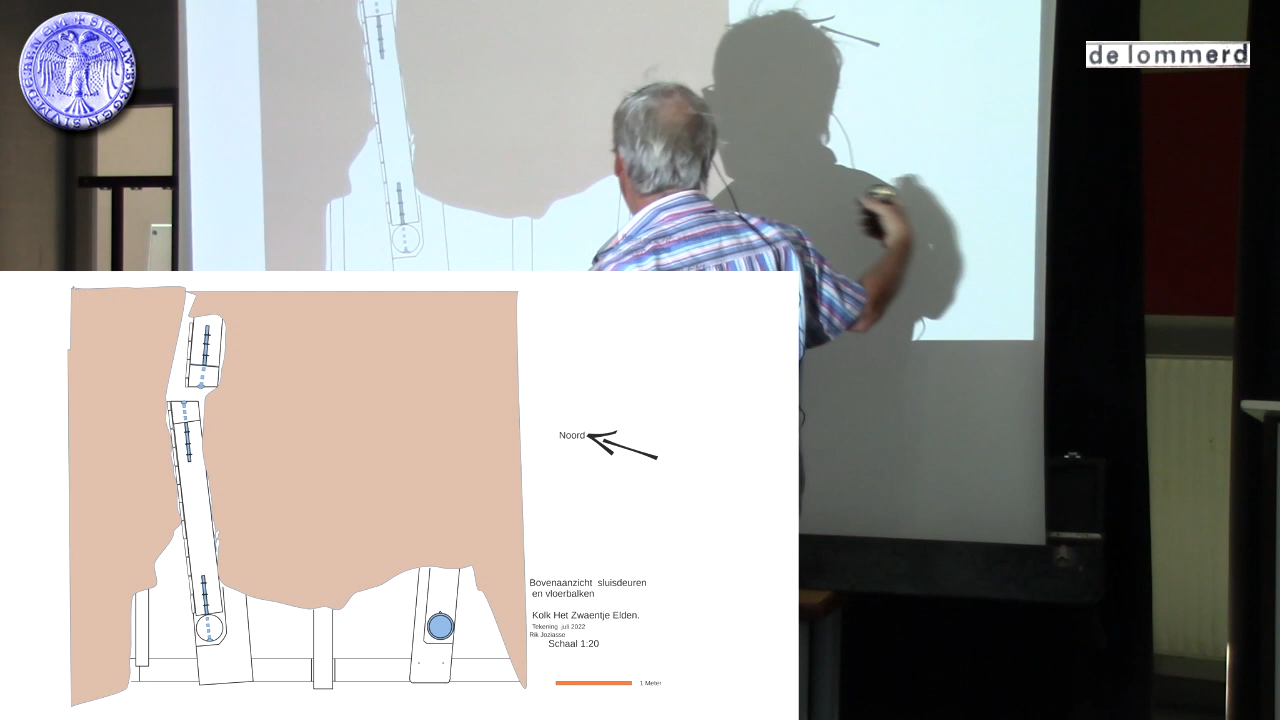 de lommerd
Noord
Bovenaanzicht sluisdeuren
en vloerbalken
Kolk Het Zwaentje Elden.
Tekening juli 2022
Rik Joziasse
Schaal 1:20
1 Meter